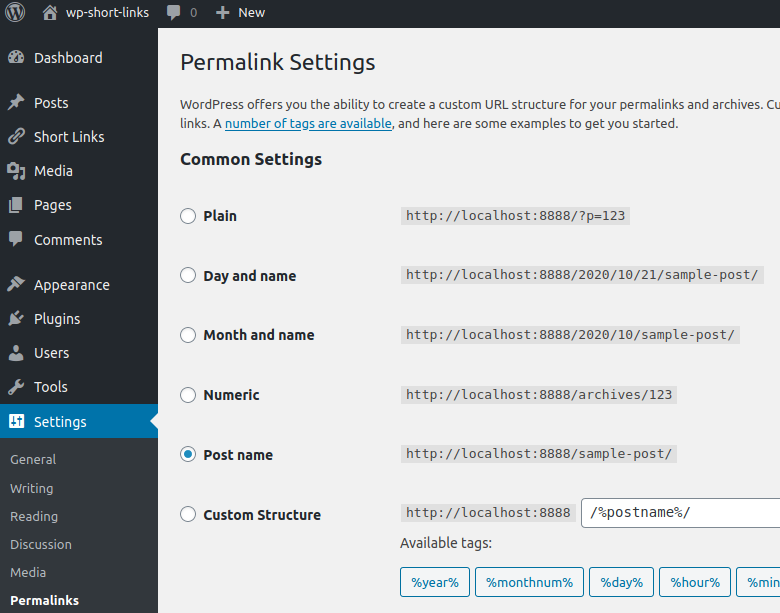 wp-short-links 0 New
Dashboard
Posts
Short Links
Media
Pages
Comments
Appearance
Plugins
Users
Tools
Settings
General
Writing
Reading
Discussion
Media
Permalinks
Permalink Settings
WordPress offers you the ability to create a custom URL structure for your permalinks and archives. Cu
links. A number of tags are available, and here are some examples to get you started.
Common Settings
Plain http://localhost:8888/?p=123
Day and name http://localhost:8888/2020/10/21/sample-post/
Month and name http://localhost:8888/2020/10/sample-post/
Numeric http://localhost:8888/archives/123
Post name http://localhost:8888/sample-post/
Custom Structure http://localhost:8888 /%postname%/
Available tags:
%year% %monthnum% %day% %hour% %min